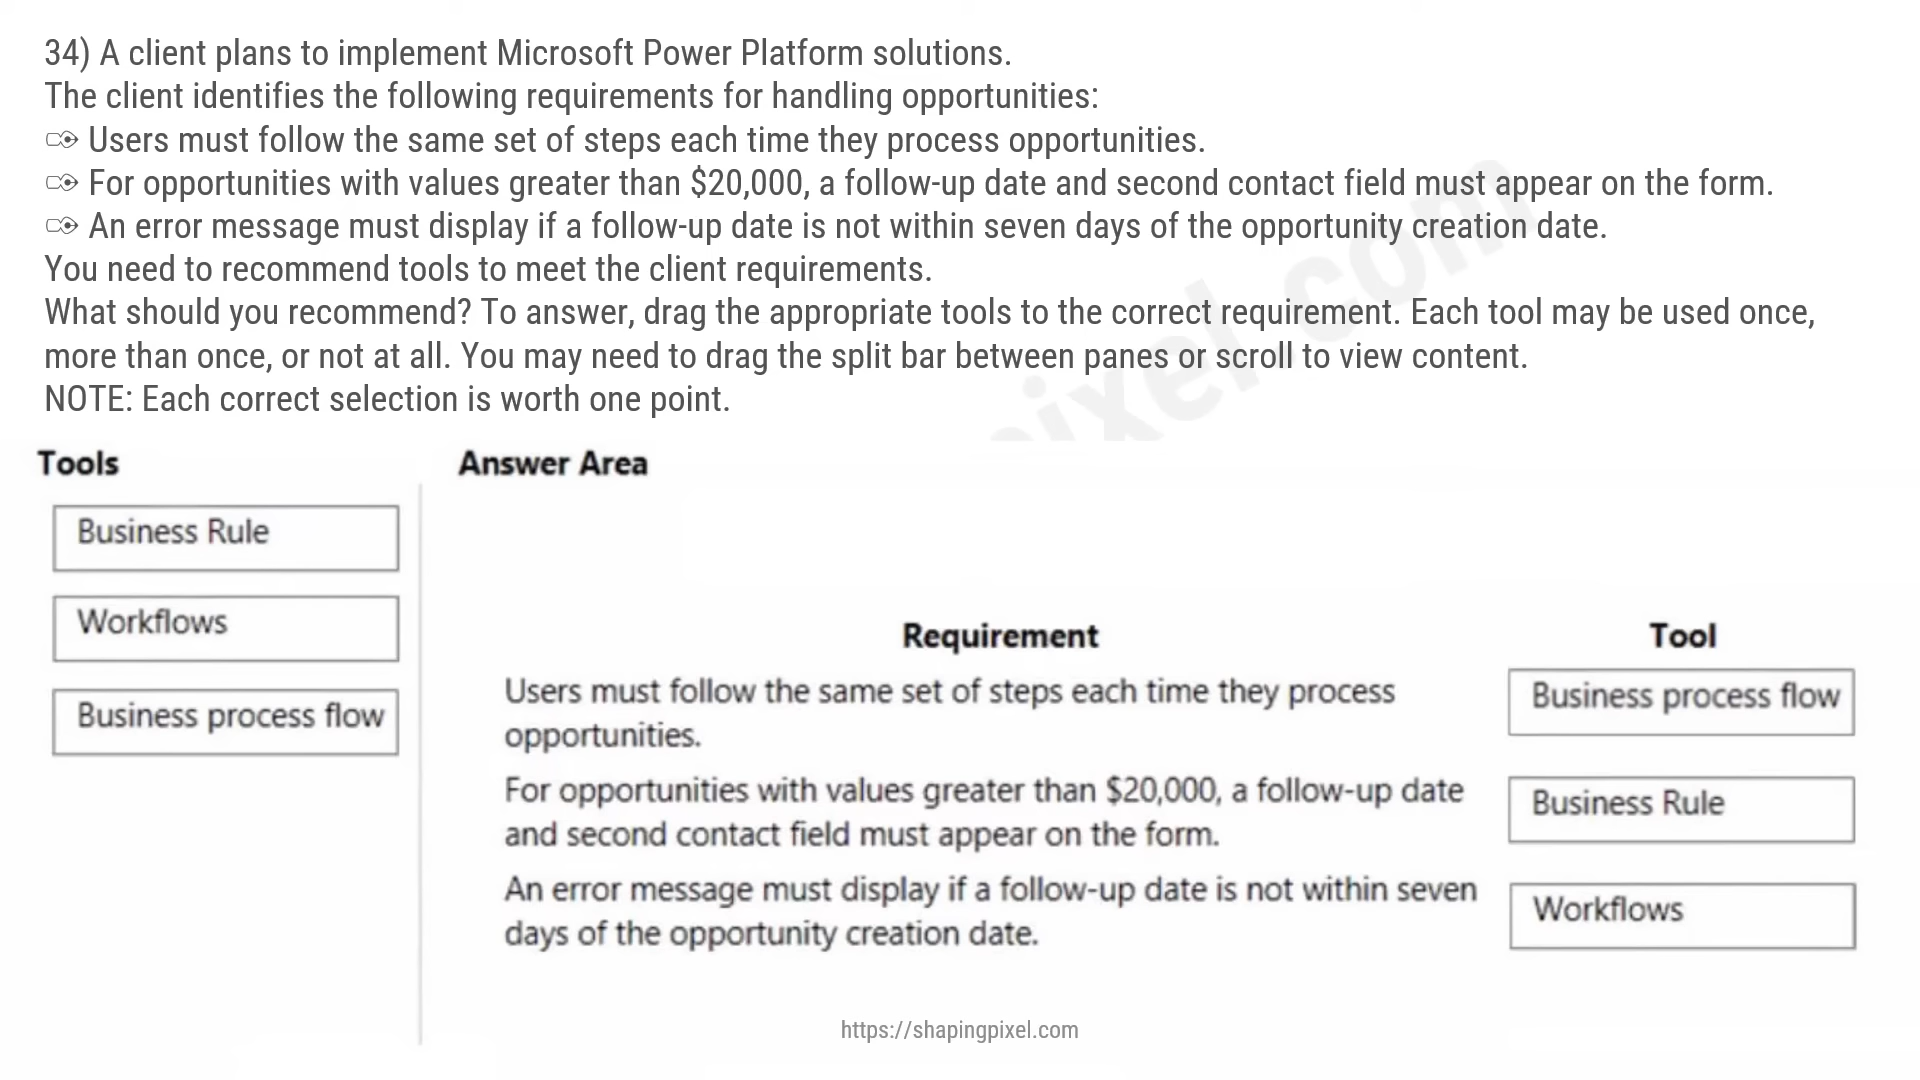 34) A client plans to implement Microsoft Power Platform solutions.
The client identifies the following requirements for handling opportunities:
Users must follow the same set of steps each time they process opportunities.
For opportunities with values greater than $20,000, a follow-up date and second contact field must appear on the form.
An error message must display if a follow-up date is not within seven days of the opportunity creation date.
You need to recommend tools to meet the client requirements.
What should you recommend? To answer, drag the appropriate tools to the correct requirement. Each tool may be used once,
more than once, or not at all. You may need to drag the split bar between panes or scroll to view content.
NOTE: Each correct selection is worth one point.
pixel.com
Tools
Business Rule
Workflows
Business process flow
Answer Area
Requirement
Tool
Users must follow the same set of steps each time they process
opportunities.
Business process flow
For opportunities with values greater than $20,000, a follow-up date
and second contact field must appear on the form.
Business Rule
An error message must display if a follow-up date is not within seven
days of the opportunity creation date.
Workflows
https://shapingpixel.com